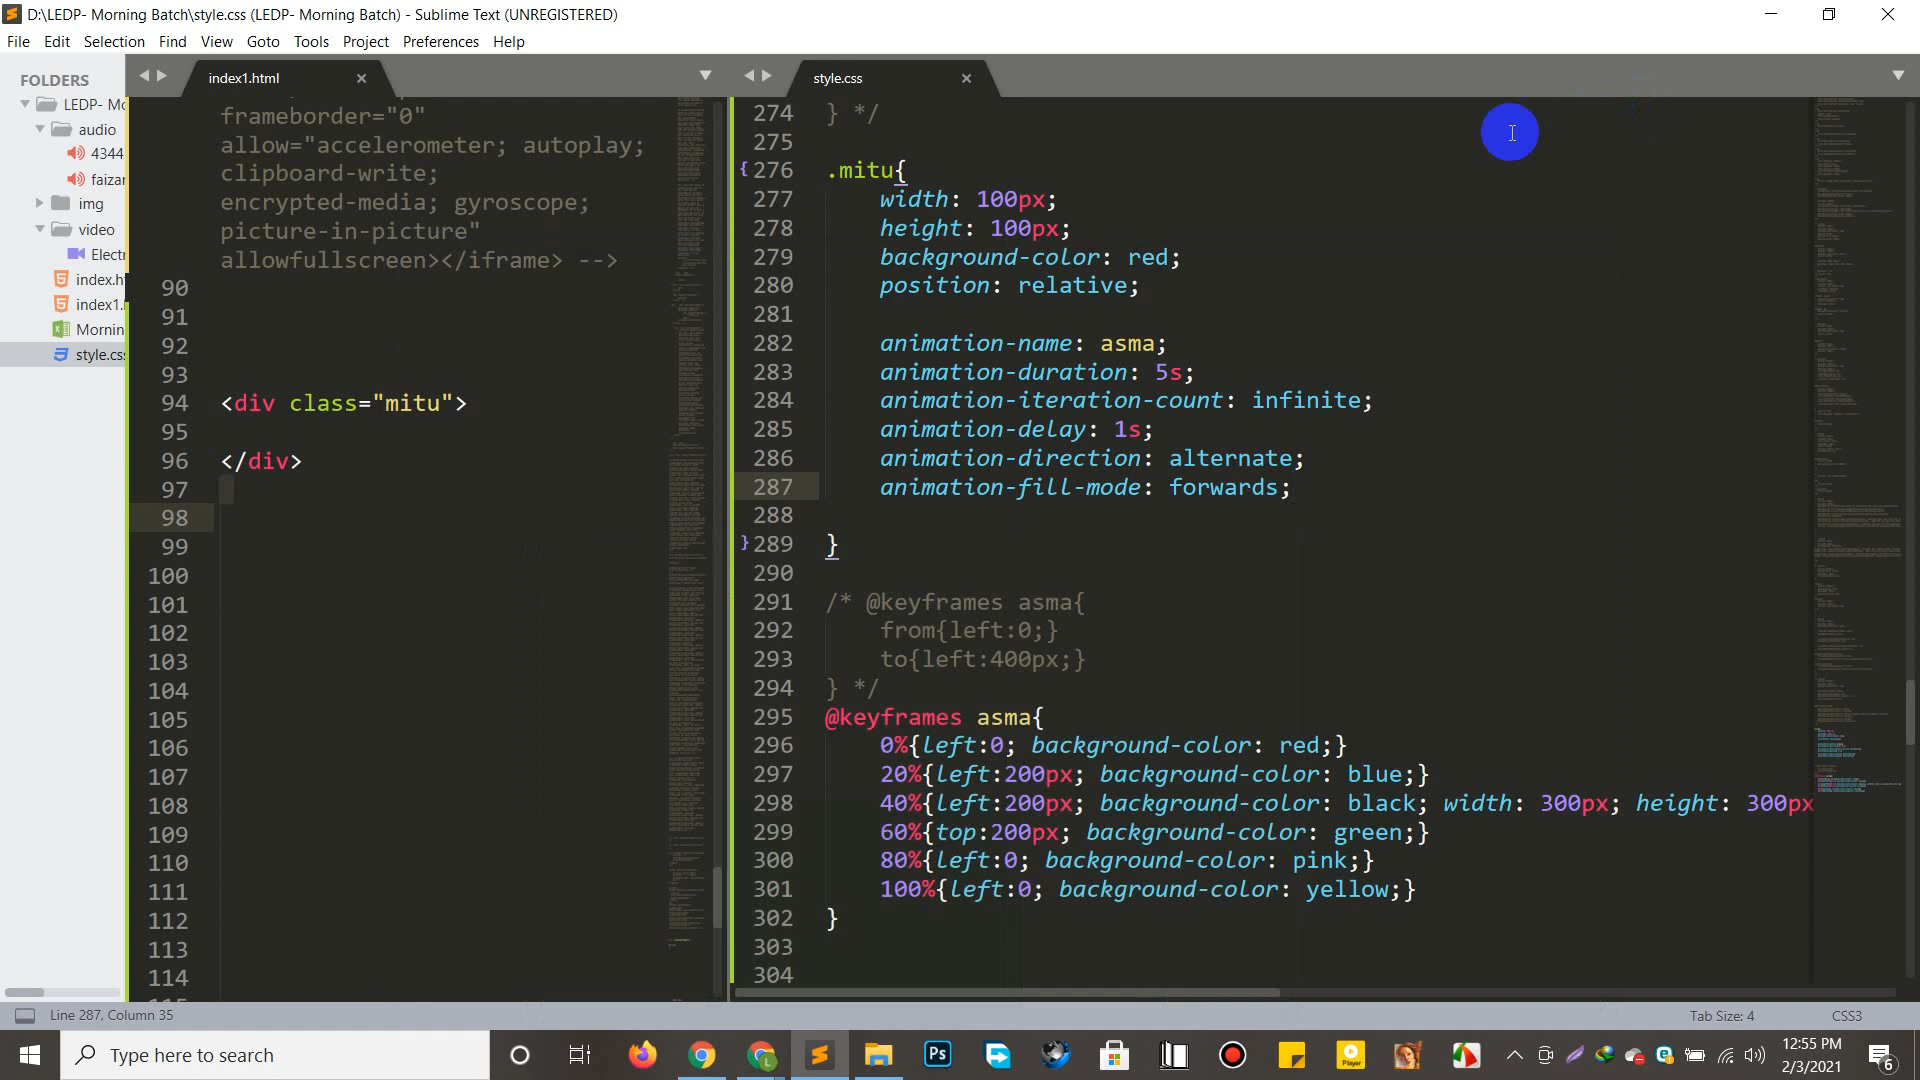 D:\LEDP- Morning Batch\style.css (LEDP- Morning Batch) - Sublime Text (UNREGISTERED)
File Edit Selection Find View Goto Tools Project Preferences Help
FOLDERS
LEDP- Mo
audio
4344
faizan
img
video
Electr
index.h
index1.
Mornin
style.css
index1.html
frameborder="0"
allow="accelerometer; autoplay;
clipboard-write;
encrypted-media; gyroscope;
picture-in-picture"
allowfullscreen></iframe> -->
90
91
92
93
94 <div class="mitu">
95
96 </div>
97
98
99
100
101
102
103
104
105
106
107
108
109
110
111
112
113
114
style.css
274 } */
275
276 .mitu{
277 width: 100px;
278 height: 100px;
279 background-color: red;
280 position: relative;
281
282 animation-name: asma;
283 animation-duration: 5s;
284 animation-iteration-count: infinite;
285 animation-delay: 1s;
286 animation-direction: alternate;
287 animation-fill-mode: forwards;
288
289 }
290
291 /* @keyframes asma{
292 from{left:0;}
293 to{left:400px;}
294 } */
295 @keyframes asma{
296 0%{left:0; background-color: red;}
297 20%{left:200px; background-color: blue;}
298 40%{left:200px; background-color: black; width: 300px; height: 300px
299 60%{top:200px; background-color: green;}
300 80%{left:0; background-color: pink;}
301 100%{left:0; background-color: yellow;}
302 }
303
304
Line 287, Column 35
Tab Size: 4
CSS3
Type here to search
Ps
Player
12:55 PM
2/3/2021
6